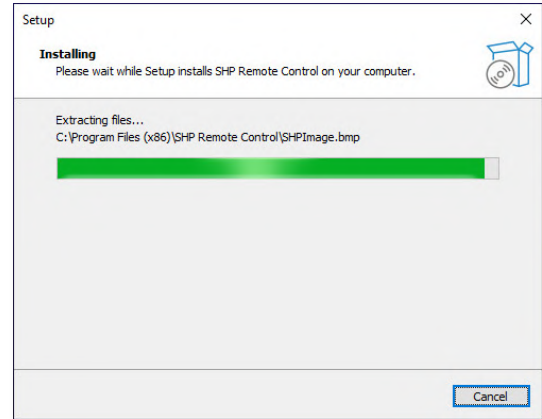 Setup
Installing
Please wait while Setup installs SHP Remote Control on your computer.
Extracting files...
C:\Program Files (x86)\SHP Remote Control\SHPImage.bmp
Cancel